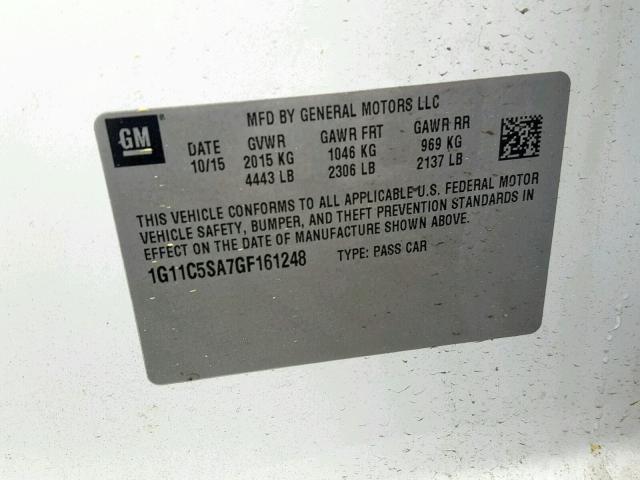 MFD BY GENERAL MOTORS LLC
GM
DATE GVWR GAWR FRT GAWR RR
10/15 2015 KG 1046 KG 969 KG
4443 LB 2306 LB 2137 LB
THIS VEHICLE CONFORMS TO ALL APPLICABLE U.S. FEDERAL MOTOR
VEHICLE SAFETY, BUMPER, AND THEFT PREVENTION STANDARDS IN
EFFECT ON THE DATE OF MANUFACTURE SHOWN ABOVE.
1G11C5SA7GF161248 TYPE: PASS CAR